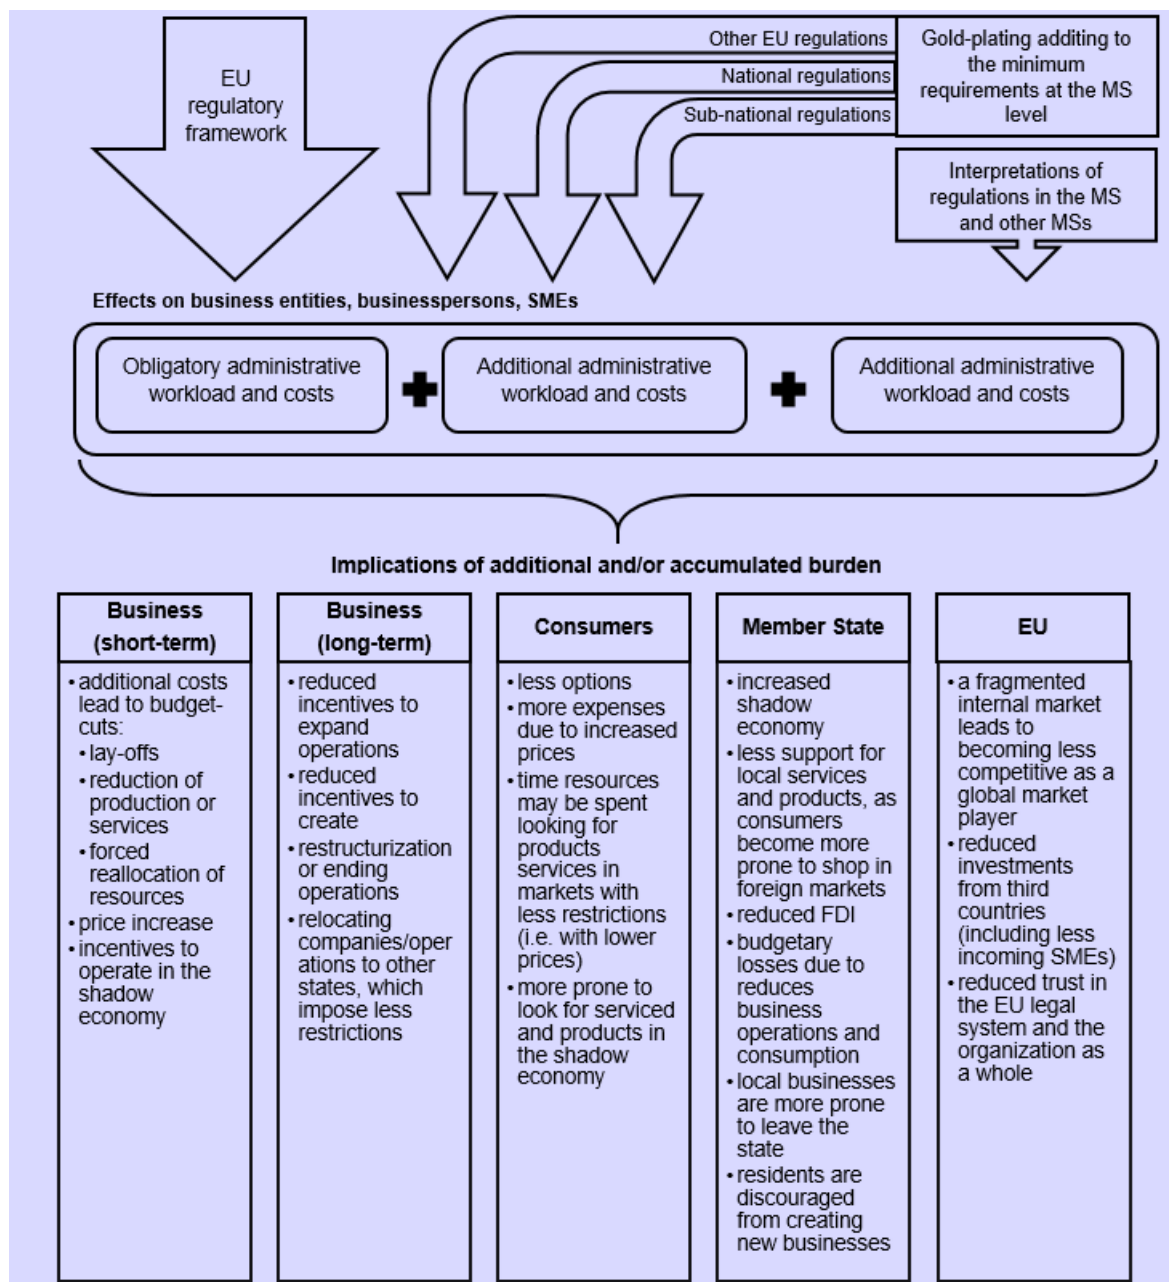 EU
regulatory
framework
Other EU regulations
National regulations
Sub-national regulations
Gold-plating additing to
the minimum
requirements at the MS
level
Interpretations of
regulations in the MS
and other MSs
Effects on business entities, businesspersons, SMEs
Obligatory administrative
workload and costs
Additional administrative
workload and costs
Additional administrative
workload and costs
Implications of additional and/or accumulated burden
Business
(short-term)
• additional costs
lead to budget-
cuts:
• lay-offs
• reduction of
production or
services
• forced
reallocation of
resources
• price increase
• incentives to
operate in the
shadow
economy
Business
(long-term)
• reduced
incentives to
expand
operations
• reduced
incentives to
create
• restructurization
or ending
operations
• relocating
companies/oper
ations to other
states, which
impose less
restrictions
Consumers
• less options
• more expenses
due to increased
prices
• time resources
may be spent
looking for
products
services in
markets with
less restrictions
(i.e. with lower
prices)
• more prone to
look for serviced
and products in
the shadow
economy
Member State
• increased
shadow
economy
• less support for
local services
and products, as
consumers
become more
prone to shop in
foreign markets
• reduced FDI
• budgetary
losses due to
reduces
business
operations and
consumption
• local businesses
are more prone
to leave the
state
• residents are
discouraged
from creating
new businesses
EU
• a fragmented
internal market
leads to
becoming less
competitive as a
global market
player
• reduced
investments
from third
countries
(including less
incoming SMEs)
• reduced trust in
the EU legal
system and the
organization as
a whole